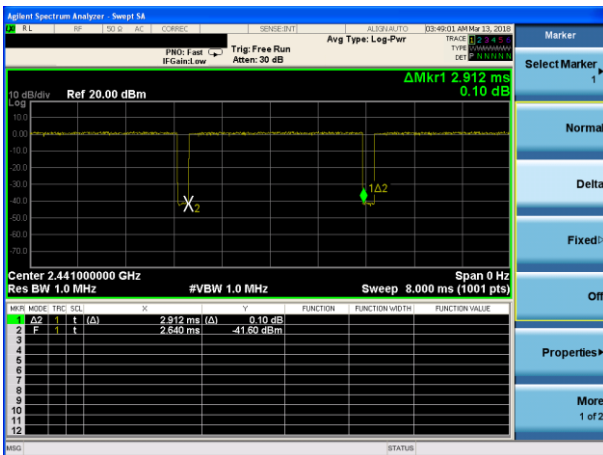 Agilent Spectrum Analyzer - Swept SA
RL RF 50 Ω AC CORREC SENSE:INT ALIGNAUTO 03:49:01 AM Mar 13, 2018
Marker
Avg Type: Log-Pwr TRACE 1 2 3 4 5 6
PNO: Fast Trig: Free Run TYPE
IFGain:Low Atten: 30 dB DET P N N N N N
Select Marker
1
ΔMkr1 2.912 ms
0.10 dB
10 dB/div Ref 20.00 dBm
Log
10.0
0.00
-10.0
-20.0
-30.0
-40.0
-50.0
-60.0
-70.0
1Δ2
X2
Normal
Delta
Fixed
Off
Center 2.441000000 GHz Span 0 Hz
Res BW 1.0 MHz #VBW 1.0 MHz Sweep 8.000 ms (1001 pts)
MKR MODE TRC SCL X Y FUNCTION FUNCTION WIDTH FUNCTION VALUE
1 Δ2 1 t (Δ) 2.912 ms (Δ) 0.10 dB
2 F 1 t 2.640 ms -41.60 dBm
3
4
5
6
7
8
9
10
11
12
Properties
More
1 of 2
MSG STATUS